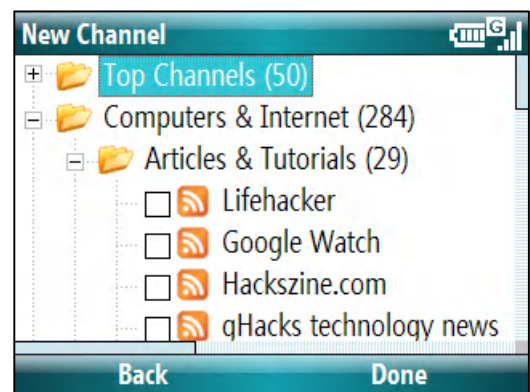 New Channel
G
Top Channels (50)
Computers & Internet (284)
Articles & Tutorials (29)
Lifehacker
Google Watch
Hackszine.com
gHacks technology news
Back Done